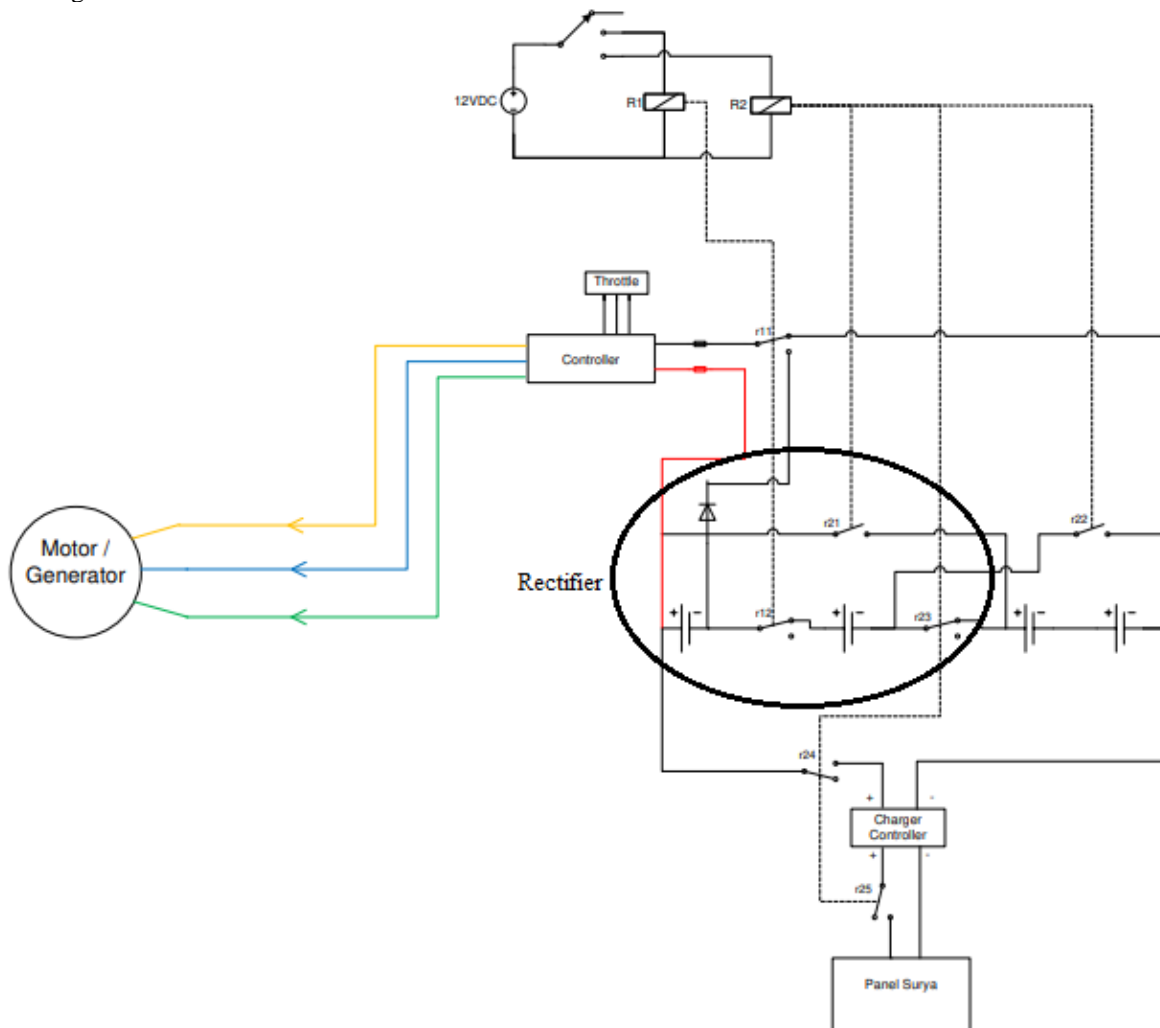 12VDC
R1
R2
Throttle
r11
Controller
Motor /
Generator
r21
r22
Rectifier
+ -
r12
+ -
r23
+ -
+ -
r24
+ -
Charger
Controller
+ -
r25
Panel Surya